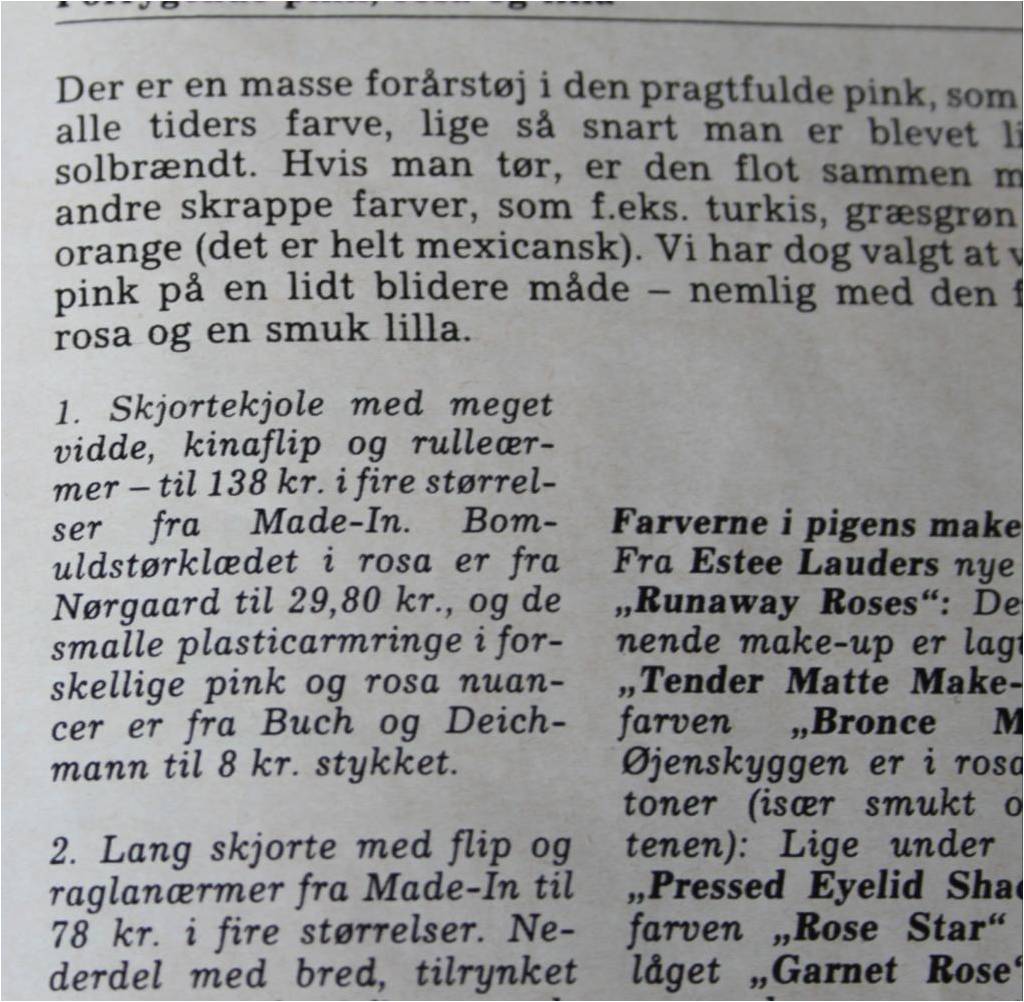 Der er en masse forårstøj i den pragtfulde pink, som
alle tiders farve, lige så snart man er blevet
solbrændt. Hvis man tør, er den flot sammen
andre skrappe farver, som f.eks. turkis, græsgrøn
orange (det er helt mexicansk). Vi har dog valgt at
pink på en lidt blidere måde – nemlig med den
rosa og en smuk lilla.
1. Skjortekjole med meget
vidde, kinaflip og rulleær-
mer – til 138 kr. i fire størrel-
ser fra Made-In. Bom-
uldstørklædet i rosa er fra
Nørgaard til 29,80 kr., og de
smalle plasticarmringe i for-
skellige pink og rosa nuan-
cer er fra Buch og Deich-
mann til 8 kr. stykket.
2. Lang skjorte med flip og
raglanærmer fra Made-In til
78 kr. i fire størrelser. Ne-
derdel med bred, tilrynket
Farverne i pigens make
Fra Estee Lauders nye
„Runaway Roses“: De
nende make-up er lagt
„Tender Matte Make-
farven „Bronce M
Øjenskyggen er i rosa
toner (især smukt o
tenen): Lige under
„Pressed Eyelid Shad
farven „Rose Star“
låget „Garnet Rose“